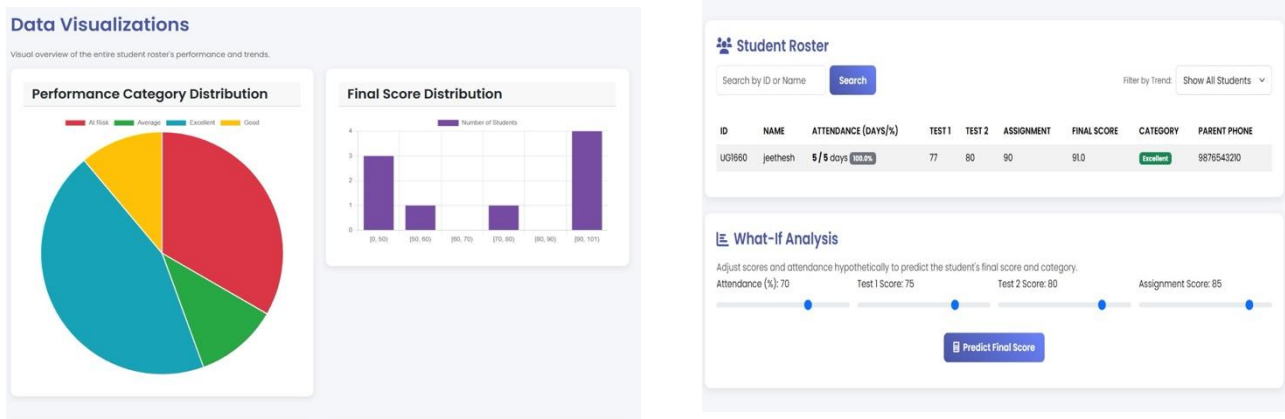 Data Visualizations
Visual overview of the entire student roster's performance and trends.
Performance Category Distribution
At Risk Average Excellent Good
Final Score Distribution
Number of Students
4
3
2
1
0
[0, 50) [50, 60) [60, 70) [70, 80) [80, 90) [90, 101)
Student Roster
Search by ID or Name Search Filter by Trend: Show All Students
ID NAME ATTENDANCE (DAYS/%) TEST 1 TEST 2 ASSIGNMENT FINAL SCORE CATEGORY PARENT PHONE
UG1660 jeethesh 5 / 5 days 100.0% 77 80 90 91.0 Excellent 9876543210
What-If Analysis
Adjust scores and attendance hypothetically to predict the student's final score and category.
Attendance (%): 70 Test 1 Score: 75 Test 2 Score: 80 Assignment Score: 85
Predict Final Score